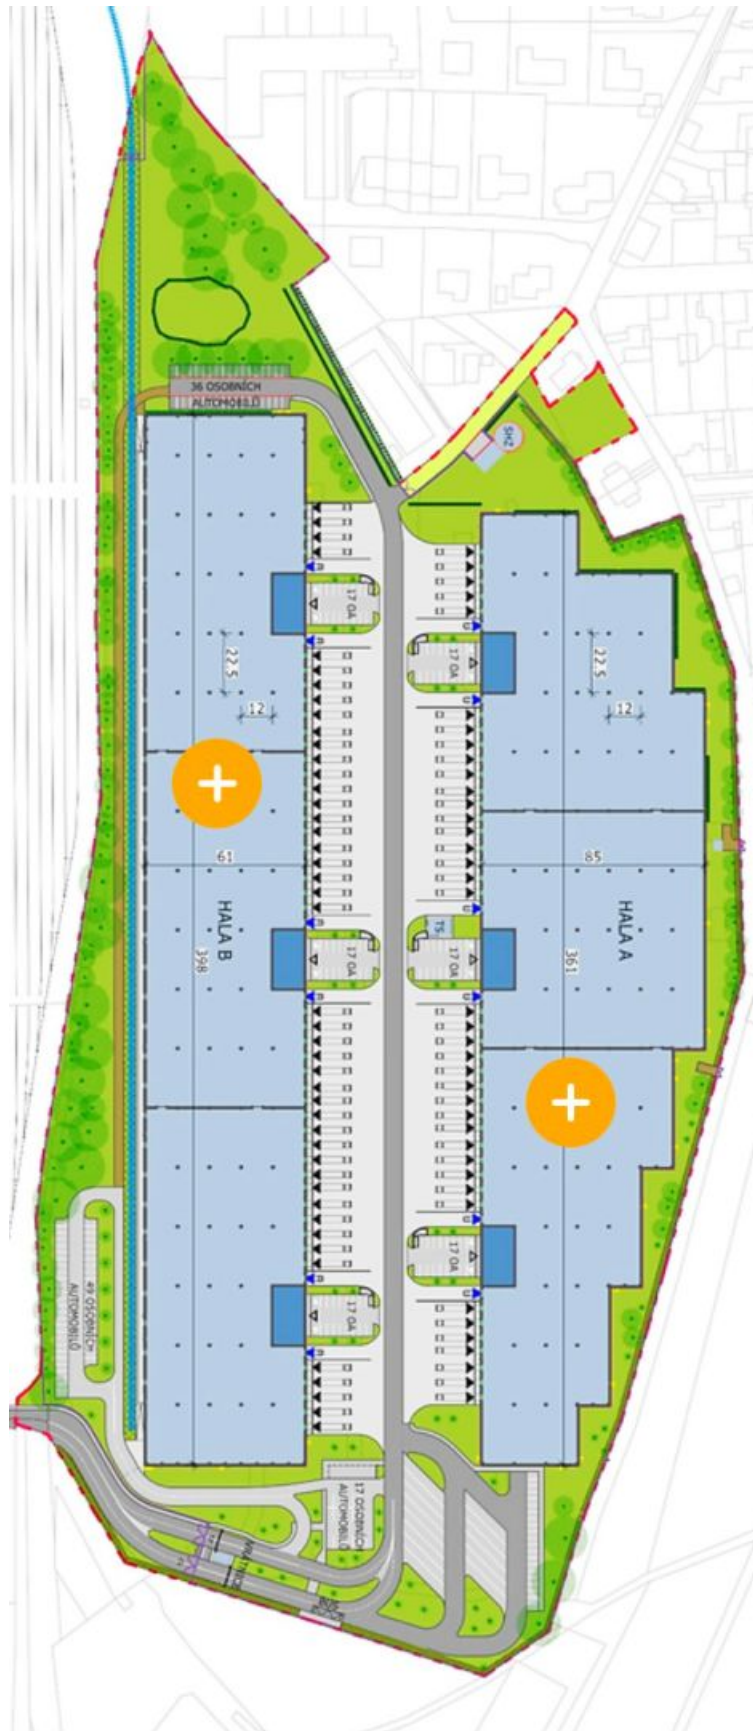 36 OSOBNÍCH
AUTOMOBILŮ
SHZ
17 OA
17 OA
22.5
22.5
12
12
61
85
HALA B
HALA A
398
361
TS
17 OA
17 OA
17 OA
17 OA
49 OSOBNÍCH
AUTOMOBILŮ
17 OSOBNÍCH
AUTOMOBILŮ
VRÁTNICE